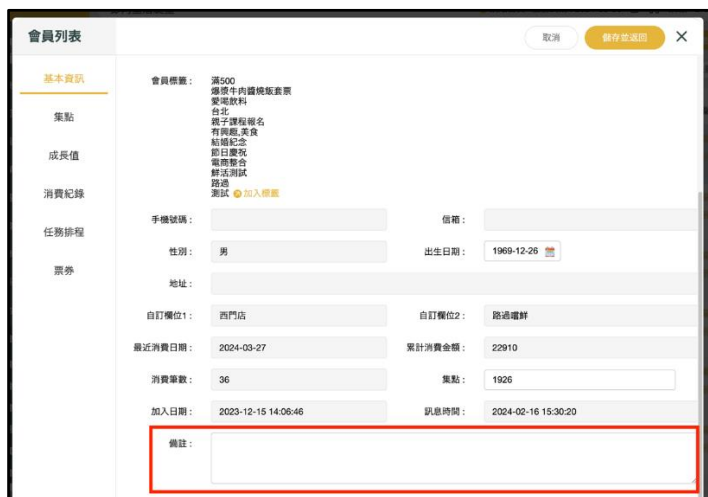 會員列表
取消
儲存並返回
基本資訊
集點
成長值
消費紀錄
任務排程
票券
會員標籤：
滿500
爆漿牛肉醬燒飯套票
愛喝飲料
台北
親子課程報名
有興趣,美食
結婚紀念
節日慶祝
電商整合
鮮活測試
路過
測試 加入標籤
手機號碼： 信箱：
性別： 男 出生日期： 1969-12-26
地址：
自訂欄位1： 西門店 自訂欄位2： 路過嚐鮮
最近消費日期： 2024-03-27 累計消費金額： 22910
消費筆數： 36 集點： 1926
加入日期： 2023-12-15 14:06:46 訊息時間： 2024-02-16 15:30:20
備註：